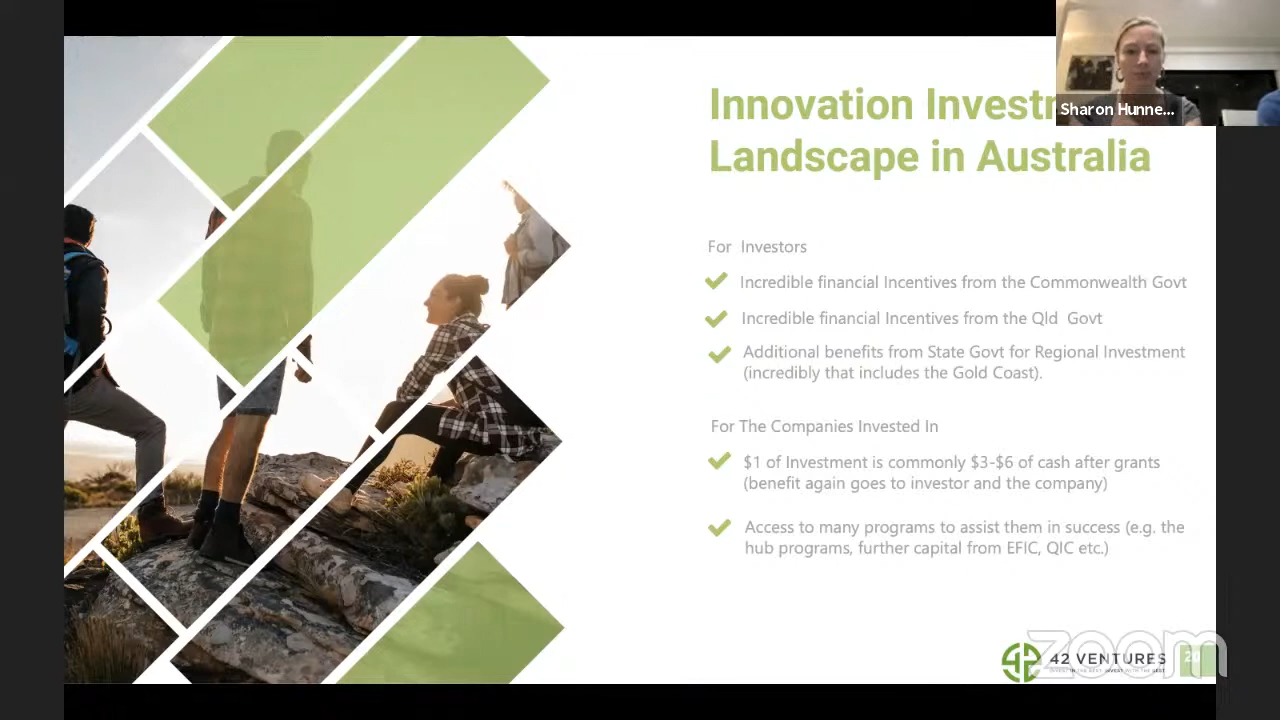 Innovation Investr
Landscape in Australia
Sharon Hunne...
For Investors
Incredible financial Incentives from the Commonwealth Govt
Incredible financial Incentives from the Qld Govt
Additional benefits from State Govt for Regional Investment
(incredibly that includes the Gold Coast).
For The Companies Invested In
$1 of Investment is commonly $3-$6 of cash after grants
(benefit again goes to investor and the company)
Access to many programs to assist them in success (e.g. the
hub programs, further capital from EFIC, QIC etc.)
42 VENTURES
zoom
20